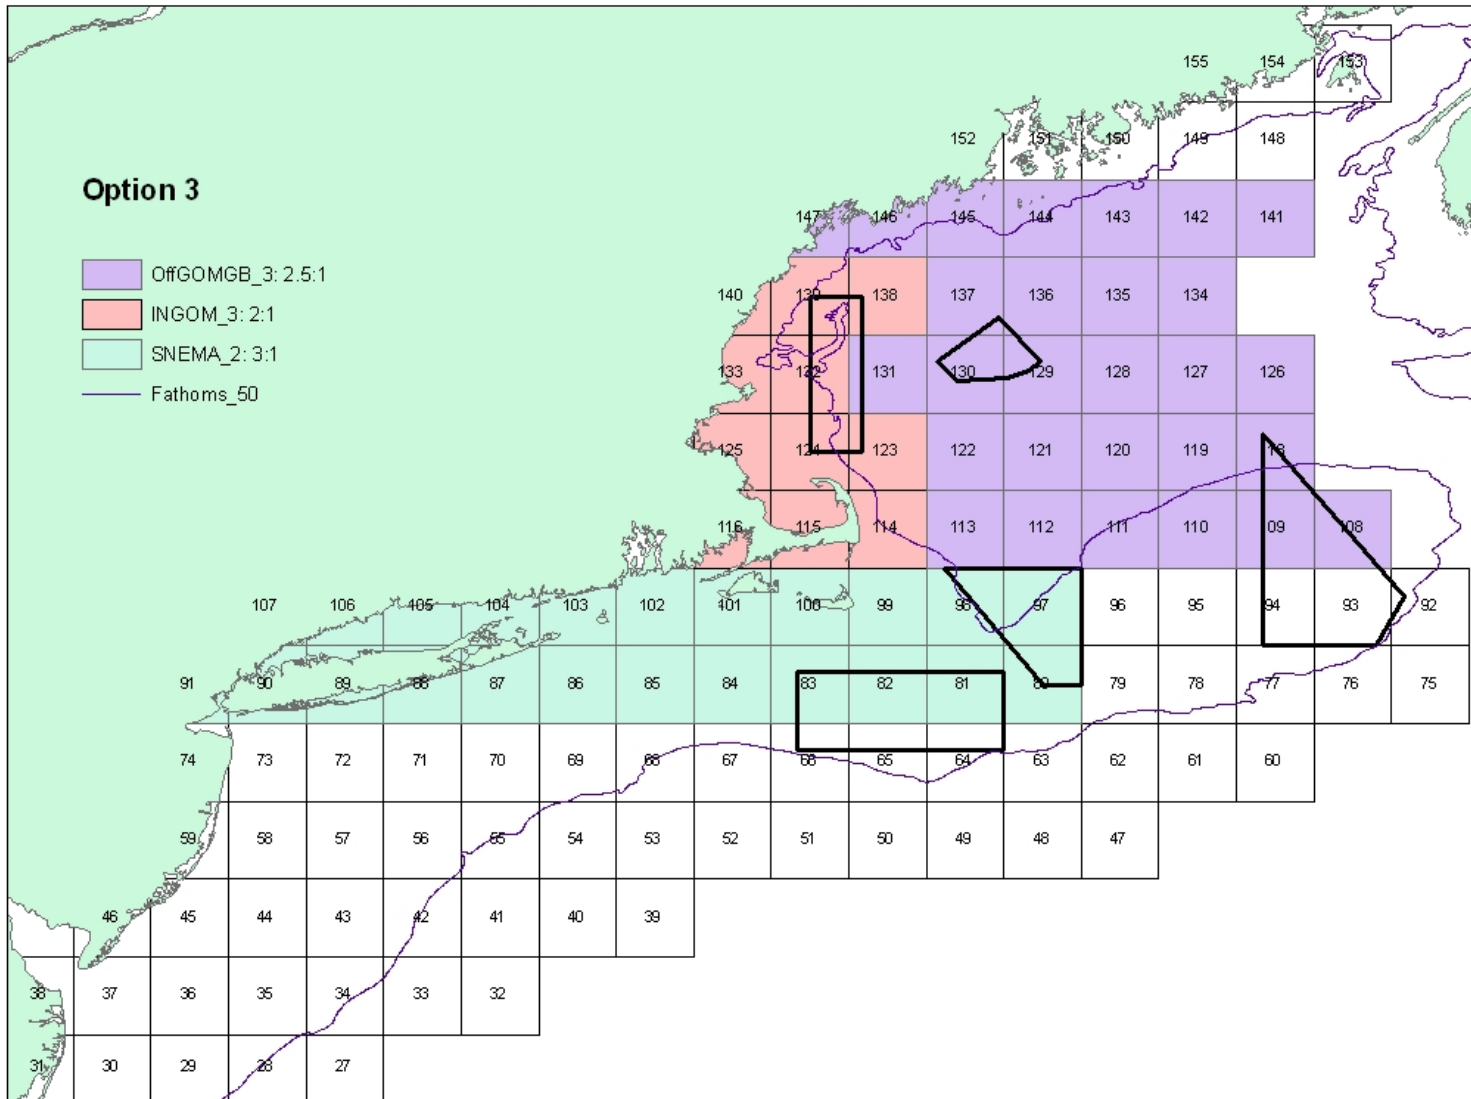 155 154 153
152 151 150 149 148
Option 3
147 146 145 144 143 142 141
OffGOMGB_3: 2.5:1
140 139 138 137 136 135 134
INGOM_3: 2:1
SNEMA_2: 3:1
133 132 131 130 129 128 127 126
Fathoms_50
125 124 123 122 121 120 119 118
116 115 114 113 112 111 110 109 108
107 106 105 104 103 102 101 100 99 98 97 96 95 94 93 92
91 90 89 88 87 86 85 84 83 82 81 80 79 78 77 76 75
74 73 72 71 70 69 68 67 66 65 64 63 62 61 60
59 58 57 56 55 54 53 52 51 50 49 48 47
46 45 44 43 42 41 40 39
38 37 36 35 34 33 32
31 30 29 28 27